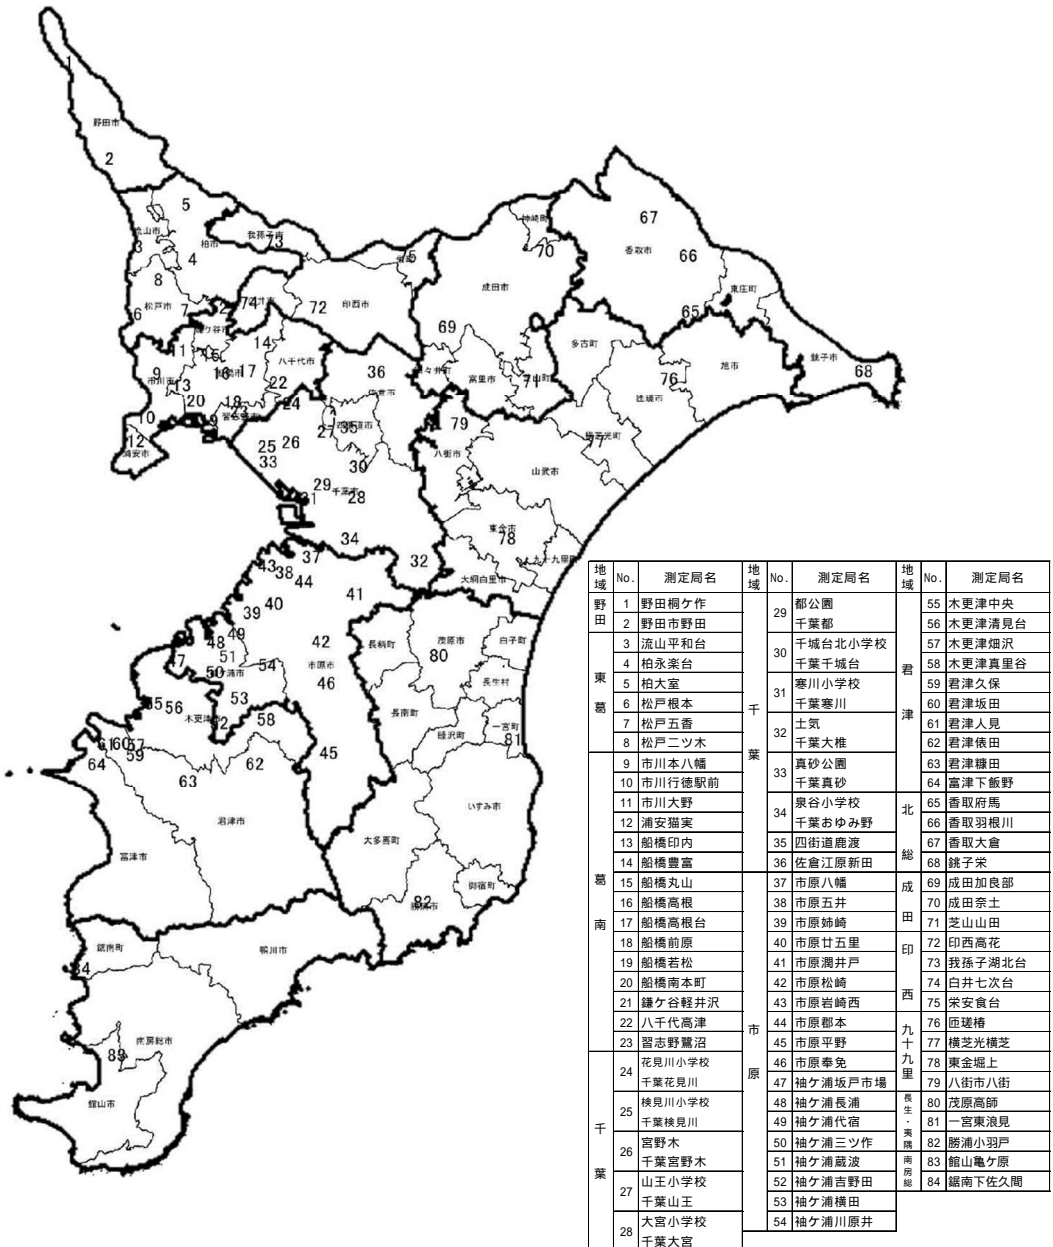 1
野田市
2
5
我孫子市
73
柏市
3
4
8
松戸市
6
7
74
72
印西市
成田市
69
70
67
香取市
66
東庄町
65
銚子市
68
旭市
多古町
76
匝瑳市
77
富里市
14
八千代市
11
9
市川市
13
17
22
20
18
10
12
浦安市
24
36
27
35
25
26
33
30
29
千葉市
28
34
32
79
八街市
山武市
東金市
78
大網白里市
37
43
38
44
41
39
40
42
市原市
46
45
49
48
51
47
50
54
53
58
56
木更津市
59
64
63
62
君津市
富津市
長柄町
茂原市
80
白子町
長生村
長南町
睦沢町
一宮町
81
いすみ市
大多喜町
御宿町
82
鋸南町
鴨川市
南房総市
館山市
地域 No. 測定局名 地域 No. 測定局名 地域 No. 測定局名
野田
1 野田桐ケ作
2 野田市野田
東葛
3 流山平和台
4 柏永楽台
5 柏大室
6 松戸根本
7 松戸五香
8 松戸二ツ木
葛南
9 市川本八幡
10 市川行徳駅前
11 市川大野
12 浦安猫実
13 船橋印内
14 船橋豊富
15 船橋丸山
16 船橋高根
17 船橋高根台
18 船橋前原
19 船橋若松
20 船橋南本町
21 鎌ケ谷軽井沢
22 八千代高津
23 習志野鷺沼
千葉
24 花見川小学校
千葉花見川
25 検見川小学校
千葉検見川
26 宮野木
千葉宮野木
27 山王小学校
千葉山王
28 大宮小学校
千葉大宮
千葉
29 都公園
千葉都
30 千城台北小学校
千葉千城台
31 寒川小学校
千葉寒川
32 土気
千葉大椎
33 真砂公園
千葉真砂
34 泉谷小学校
千葉おゆみ野
35 四街道鹿渡
36 佐倉江原新田
市原
37 市原八幡
38 市原五井
39 市原姉崎
40 市原廿五里
41 市原潤井戸
42 市原松崎
43 市原岩崎西
44 市原郡本
45 市原平野
46 市原奉免
47 袖ケ浦坂戸市場
48 袖ケ浦長浦
49 袖ケ浦代宿
50 袖ケ浦三ツ作
51 袖ケ浦蔵波
52 袖ケ浦吉野田
53 袖ケ浦横田
54 袖ケ浦川原井
君津
55 木更津中央
56 木更津清見台
57 木更津畑沢
58 木更津真里谷
59 君津久保
60 君津坂田
61 君津人見
62 君津俵田
63 君津糠田
64 富津下飯野
北総
65 香取府馬
66 香取羽根川
67 香取大倉
68 銚子栄
成田印西
69 成田加良部
70 成田奈土
71 芝山山田
72 印西高花
73 我孫子湖北台
74 白井七次台
75 栄安食台
九十九里
76 匝瑳椿
77 横芝光横芝
78 東金堀上
79 八街市八街
長生・夷隅
80 茂原高師
81 一宮東浪見
82 勝浦小羽戸
南房総
83 館山亀ケ原
84 鋸南下佐久間